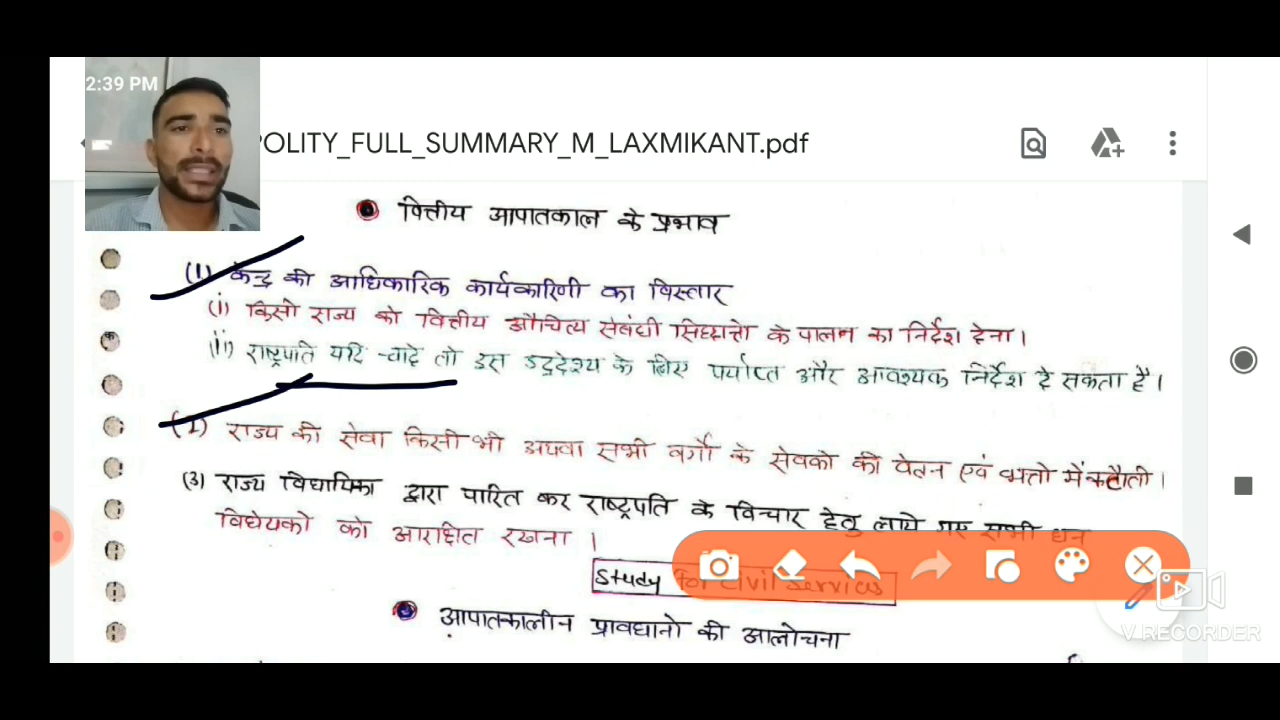 2:39 PM
POLITY_FULL_SUMMARY_M_LAXMIKANT.pdf
वित्तीय आपातकाल के प्रभाव
(1) केन्द्र की आधिकारिक कार्यकारिणी का विस्तार
(i) किसी राज्य को वित्तीय औचित्य संबंधी सिद्धान्तो के पालन का निर्देश देना।
(ii) राष्ट्रपति यदि चाहे तो इस उद्देश्य के लिए पर्याप्त और आवश्यक निर्देश दे सकता है।
(2) राज्य की सेवा किसी भी अथवा सभी वर्गों के सेवको की वेतन एवं भत्तो में कटौती।
(3) राज्य विधायिका द्वारा पारित कर राष्ट्रपति के विचार हेतु लाये गए सभी धन
विधेयको को आरक्षित रखना।
Study for civil services
आपातकालीन प्रावधानो की आलोचना
V RECORDER